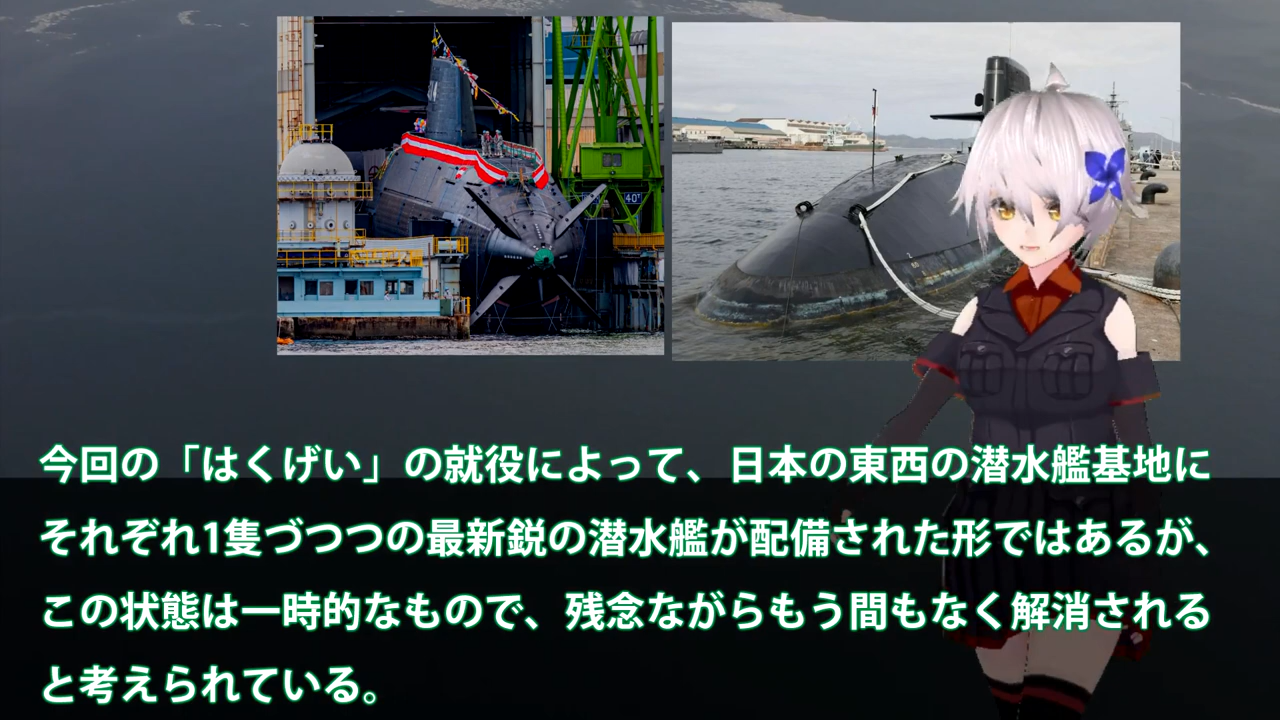 40'
今回の「はくげい」の就役によって、日本の東西の潜水艦基地に
それぞれ1隻づつつの最新鋭の潜水艦が配備された形ではあるが、
この状態は一時的なもので、残念ながらもう間もなく解消される
と考えられている。